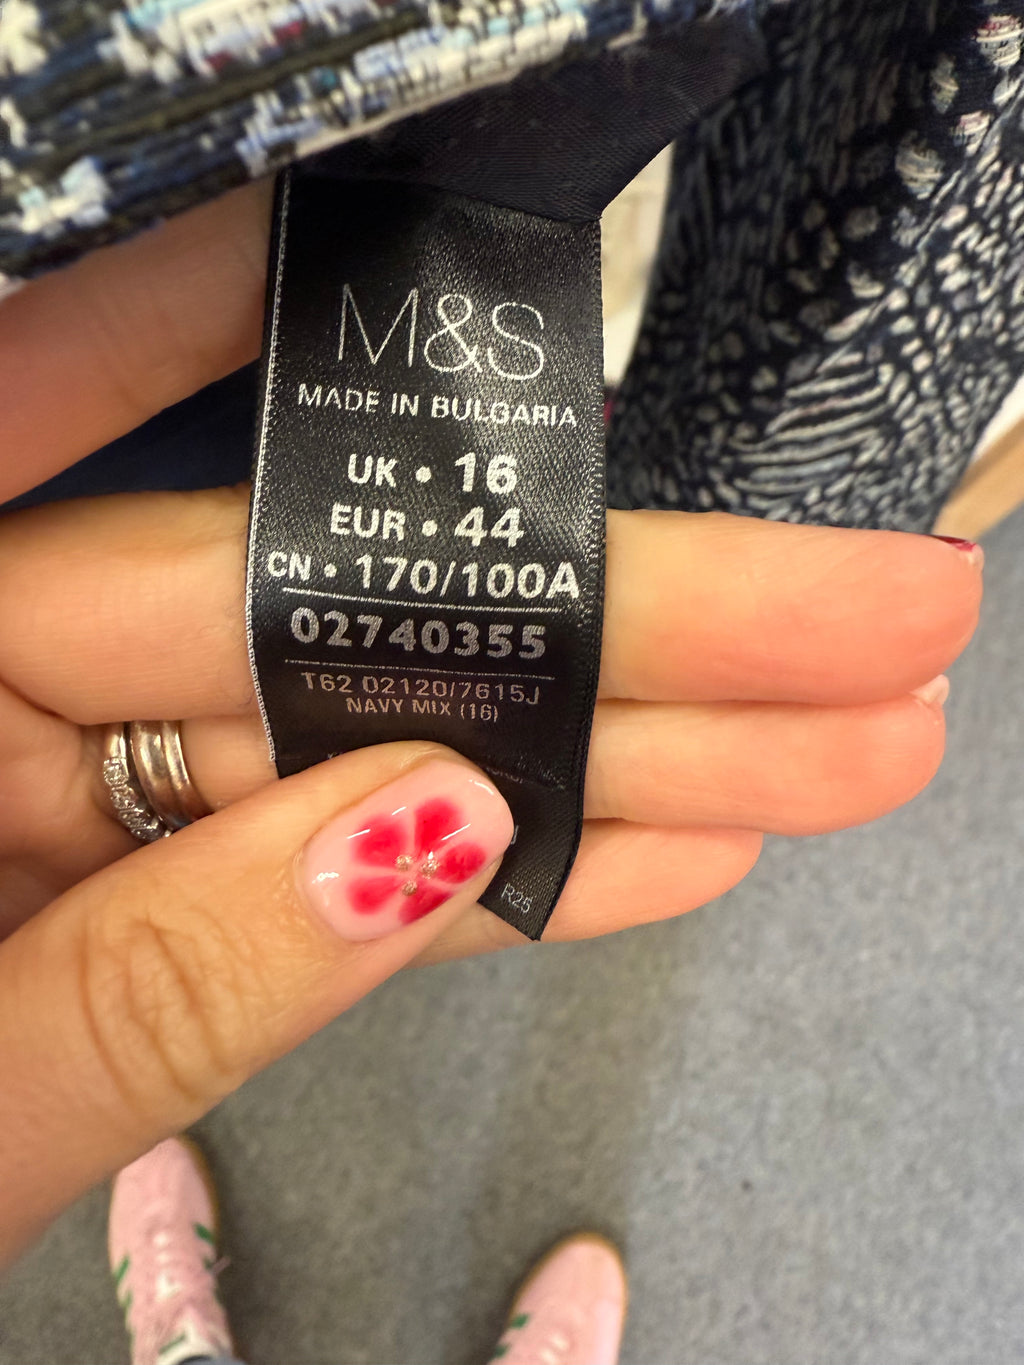 M&S
MADE IN BULGARIA
UK • 16
EUR • 44
CN • 170/100A
02740355
T62 02120/7615J
NAVY MIX (16)
R25